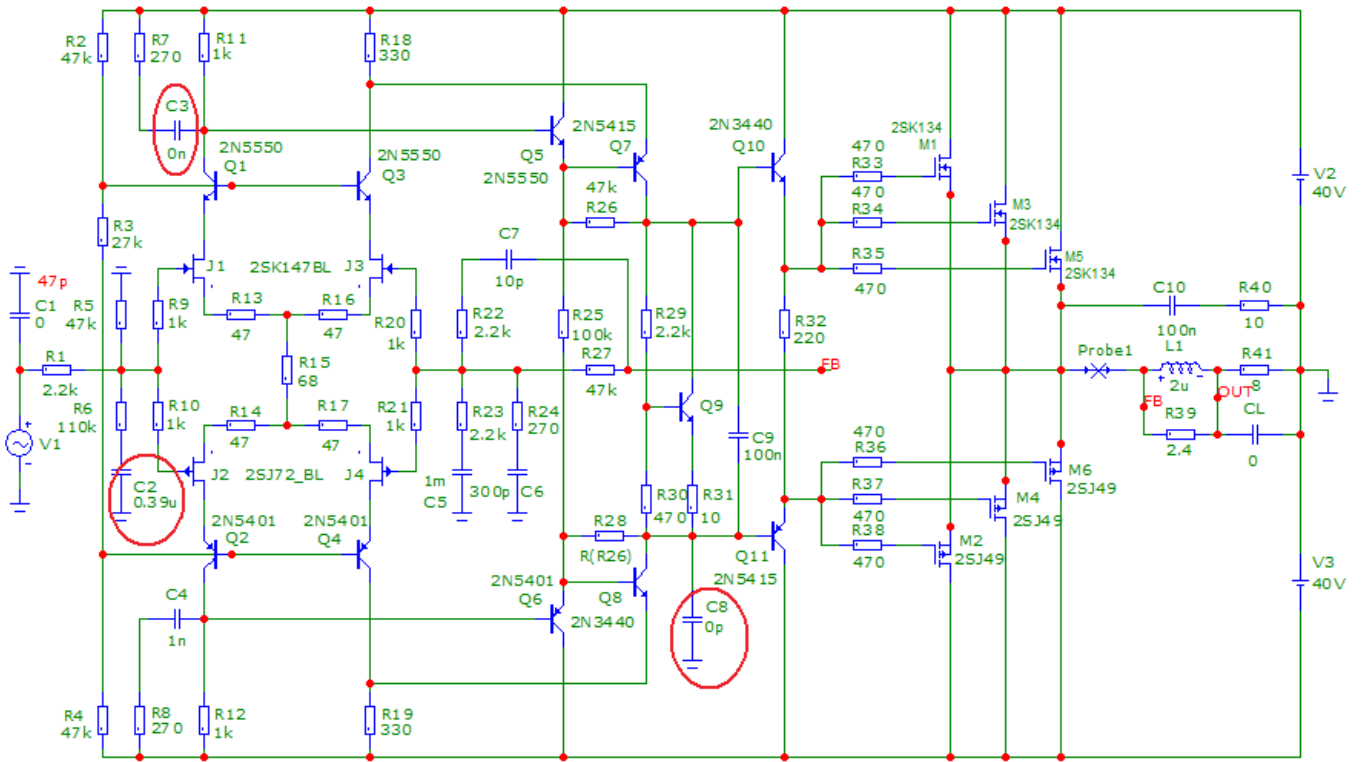 R2
47k
R7
270
R11
1k
R18
330
C3
0n
2N5550
Q1
2N5550
Q3
2N5415
Q5
Q7
2N5550
2N3440
Q10
2SK134
M1
470
R33
470
R34
R35
470
M3
2SK134
M5
2SK134
V2
40V
R3
27k
47k
R26
C7
10p
47p
C1
0
R5
47k
R9
1k
J1
2SK147BL
J3
R13
47
R16
47
R20
1k
R22
2.2k
R25
100k
R29
2.2k
R32
220
C10
100n
R40
10
R1
2.2k
R15
68
R27
47k
FB
Probe1
L1
+
-
2u
R41
8
R6
110k
R10
1k
R14
47
R17
47
R21
1k
R23
2.2k
R24
270
Q9
C9
100n
FB
OUT
R39
2.4
CL
0
+
V1
-
C2
0.39u
J2
2SJ72_BL
J4
1m
C5
300p
C6
R30
470
R31
10
470
R36
R37
470
R38
470
M6
2SJ49
M4
2SJ49
M2
2SJ49
2N5401
Q2
2N5401
Q4
R28
R(R26)
Q11
2N5415
C4
1n
2N5401
Q6
Q8
2N3440
C8
0p
V3
40V
R4
47k
R8
270
R12
1k
R19
330